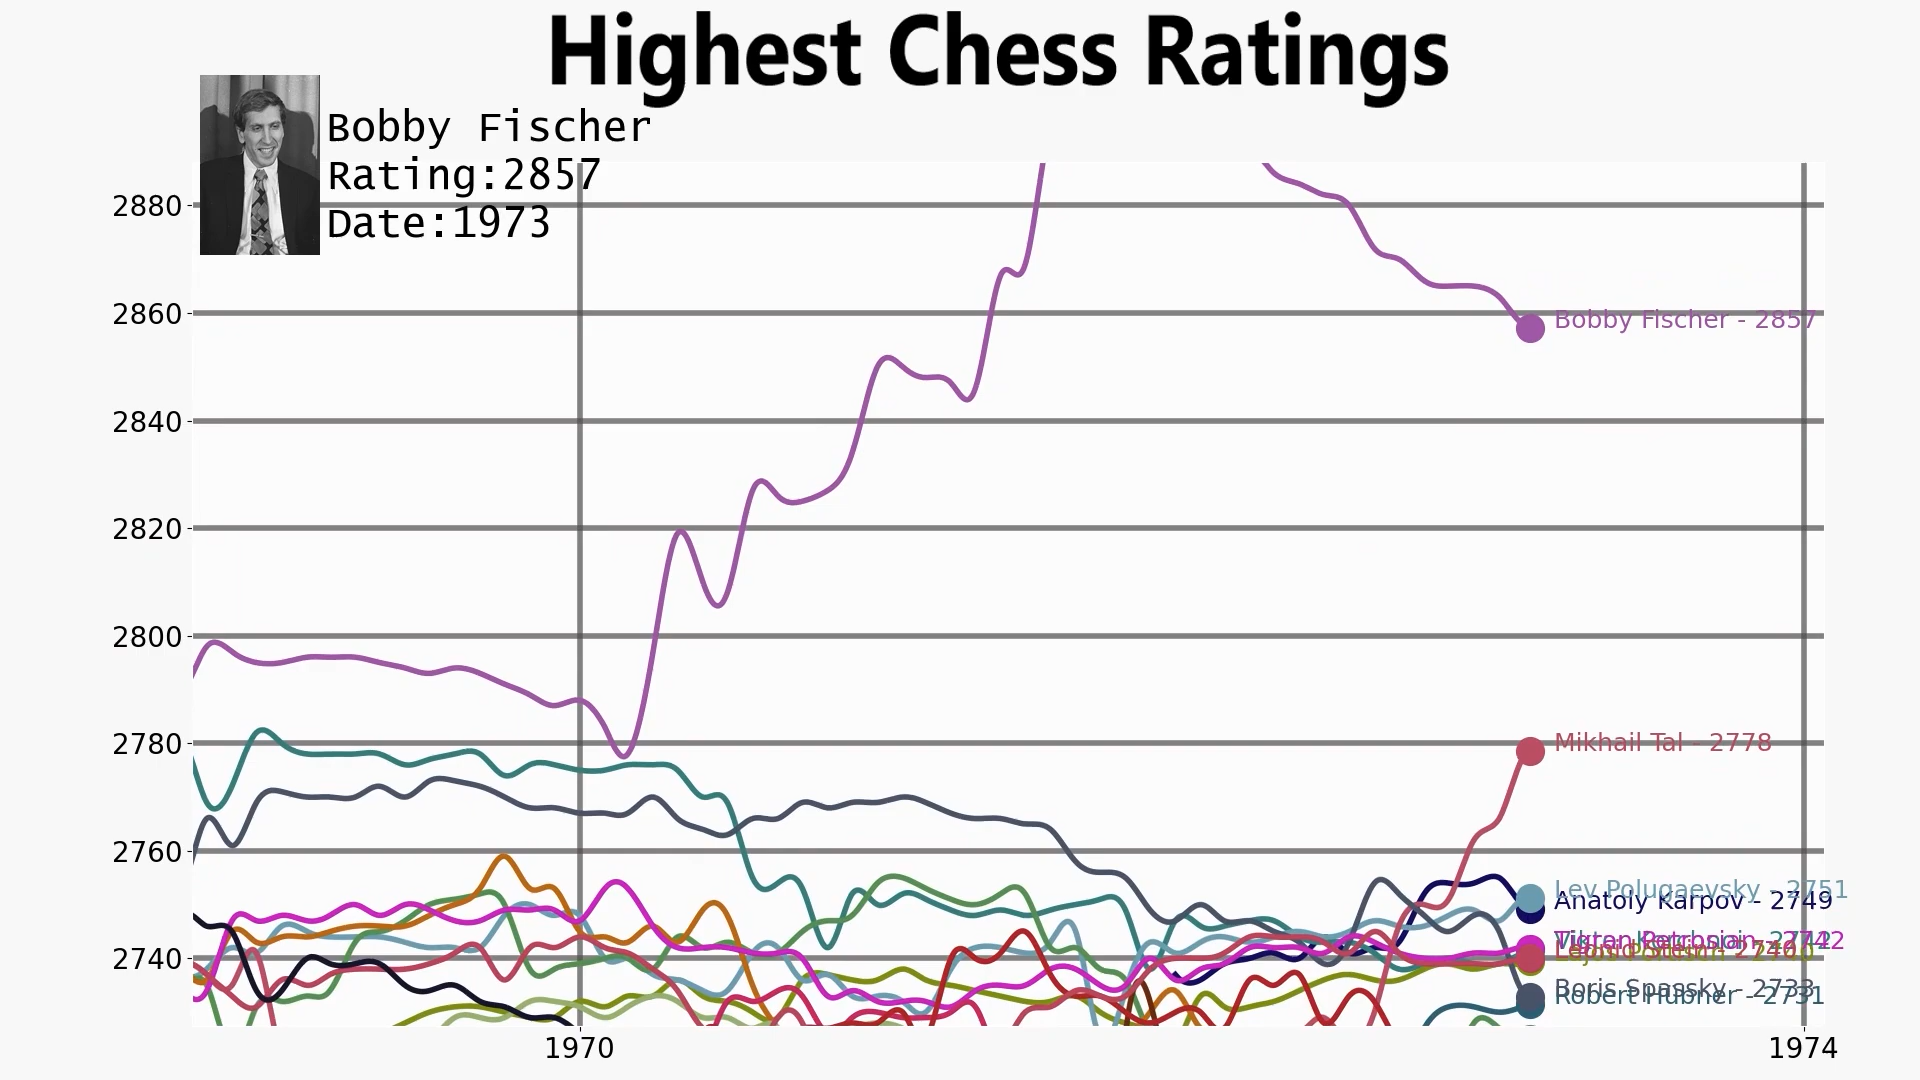 Highest Chess Ratings
Bobby Fischer
Rating:2857
Date:1973
2880
2860
2840
2820
2800
2780
2760
2740
Bobby Fischer - 2857
Mikhail Tal - 2778
Lev Polugaevsky - 2751
Anatoly Karpov - 2749
Boris Spassky - 2733
Robert Hübner - 2731
1970
1974